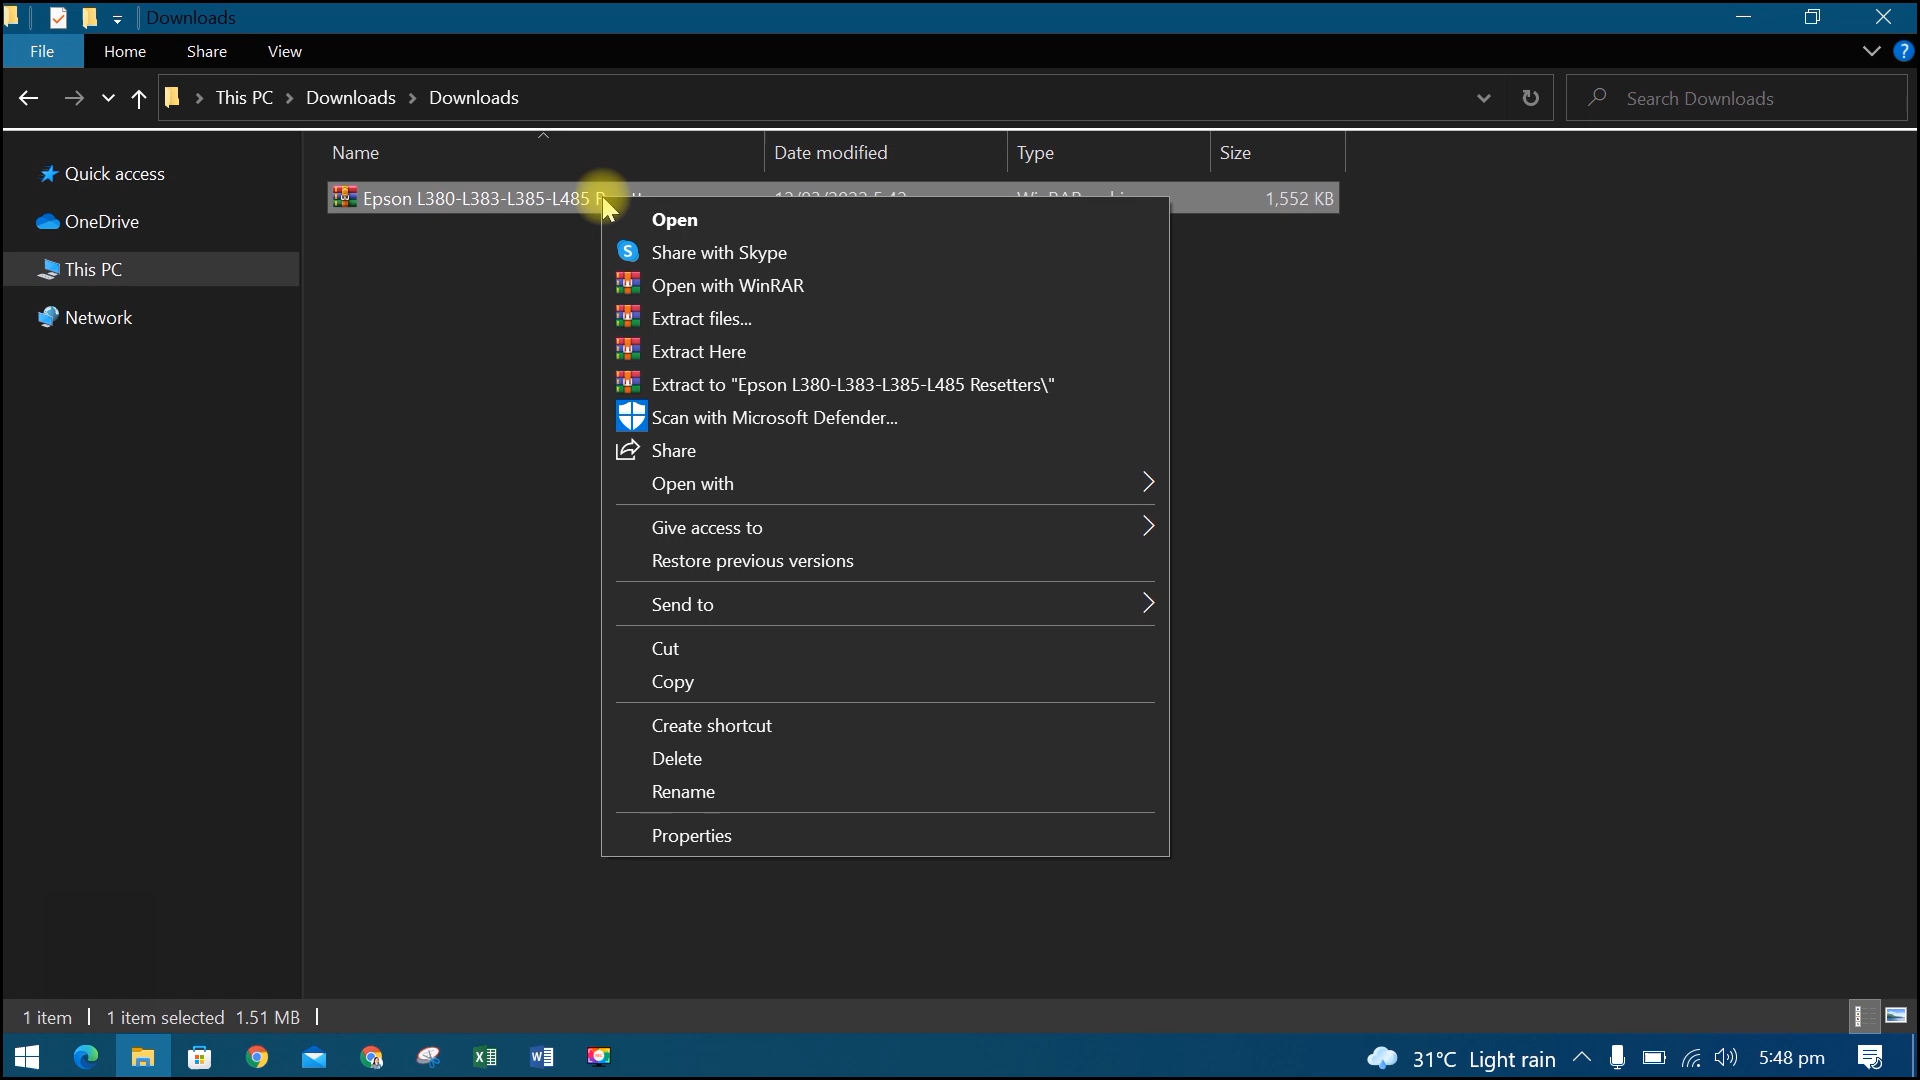 Downloads
File Home Share View
This PC Downloads Downloads
Search Downloads
Name Date modified Type Size
Quick access
OneDrive
This PC
Network
Epson L380-L383-L385-L485 1,552 KB
Open
Share with Skype
Open with WinRAR
Extract files...
Extract Here
Extract to "Epson L380-L383-L385-L485 Resetters\"
Scan with Microsoft Defender...
Share
Open with
Give access to
Restore previous versions
Send to
Cut
Copy
Create shortcut
Delete
Rename
Properties
1 item 1 item selected 1.51 MB
31°C Light rain 5:48 pm